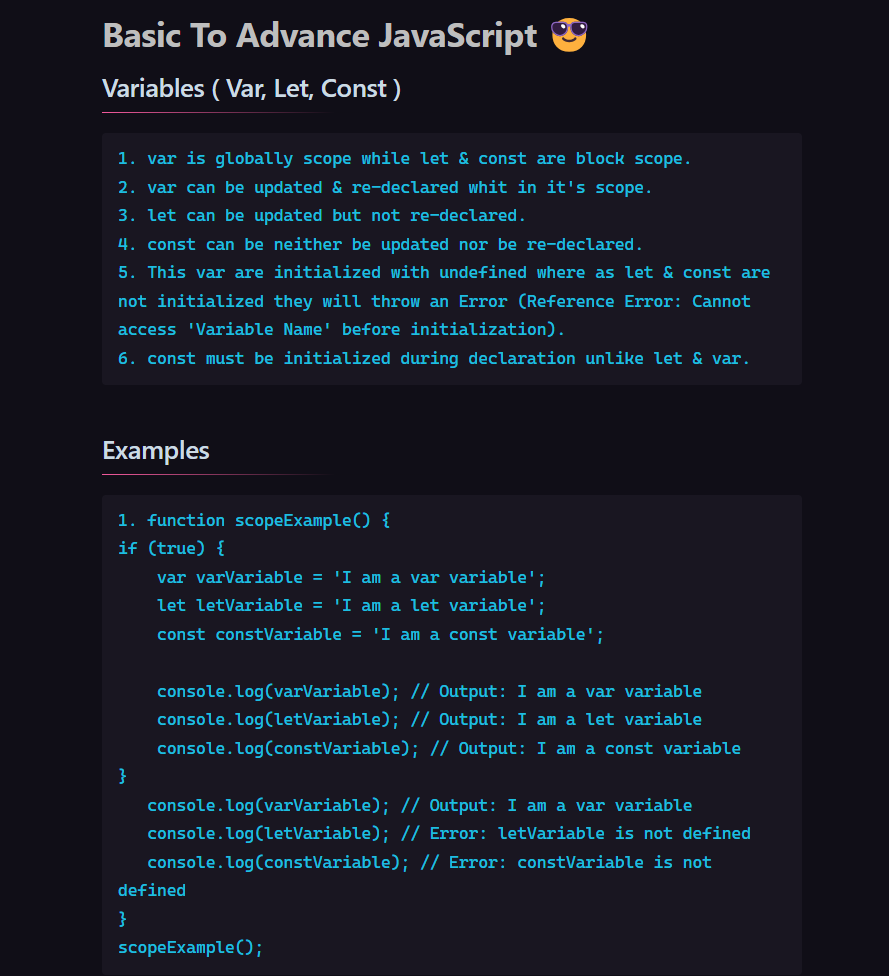 Basic To Advance JavaScript 😎
Variables ( Var, Let, Const )
1. var is globally scope while let & const are block scope.
2. var can be updated & re-declared whit in it's scope.
3. let can be updated but not re-declared.
4. const can be neither be updated nor be re-declared.
5. This var are initialized with undefined where as let & const are
not initialized they will throw an Error (Reference Error: Cannot
access 'Variable Name' before initialization).
6. const must be initialized during declaration unlike let & var.
Examples
1. function scopeExample() {
if (true) {
    var varVariable = 'I am a var variable';
    let letVariable = 'I am a let variable';
    const constVariable = 'I am a const variable';

    console.log(varVariable); // Output: I am a var variable
    console.log(letVariable); // Output: I am a let variable
    console.log(constVariable); // Output: I am a const variable
}
   console.log(varVariable); // Output: I am a var variable
   console.log(letVariable); // Error: letVariable is not defined
   console.log(constVariable); // Error: constVariable is not
defined
}
scopeExample();